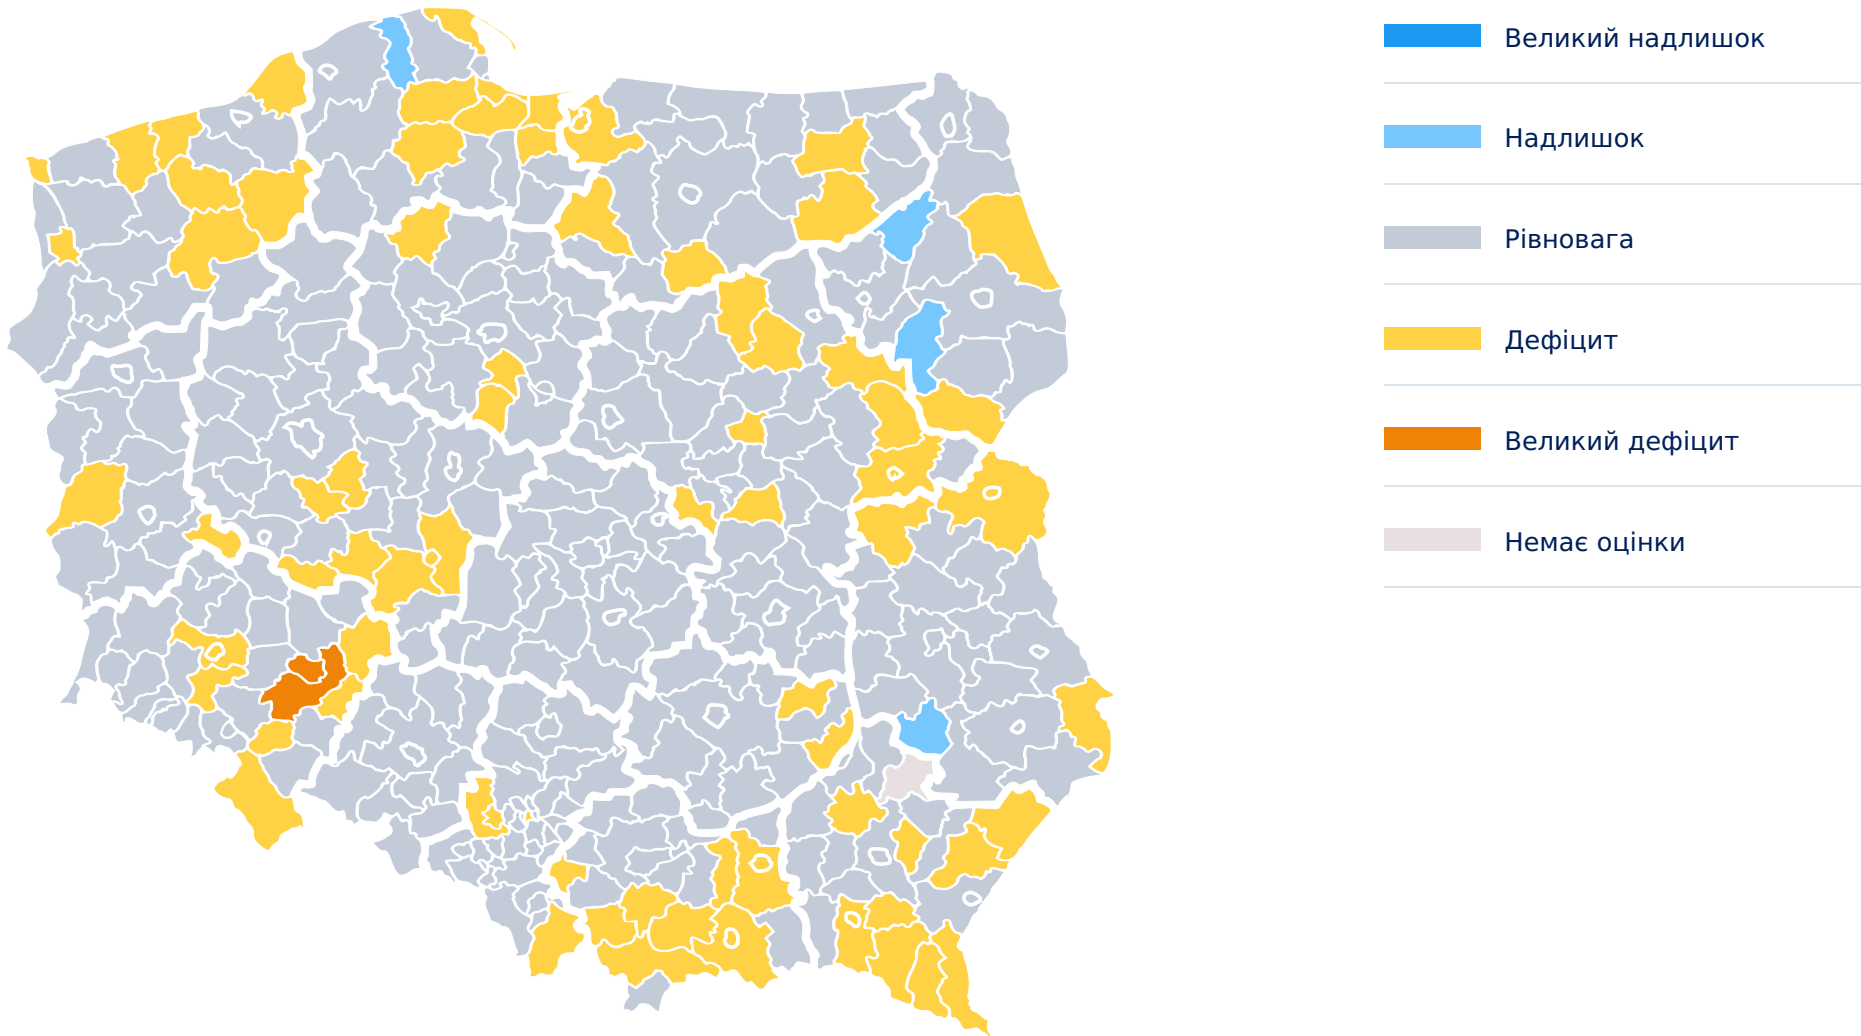 Великий надлишок
Надлишок
Рівновага
Дефіцит
Великий дефіцит
Немає оцінки